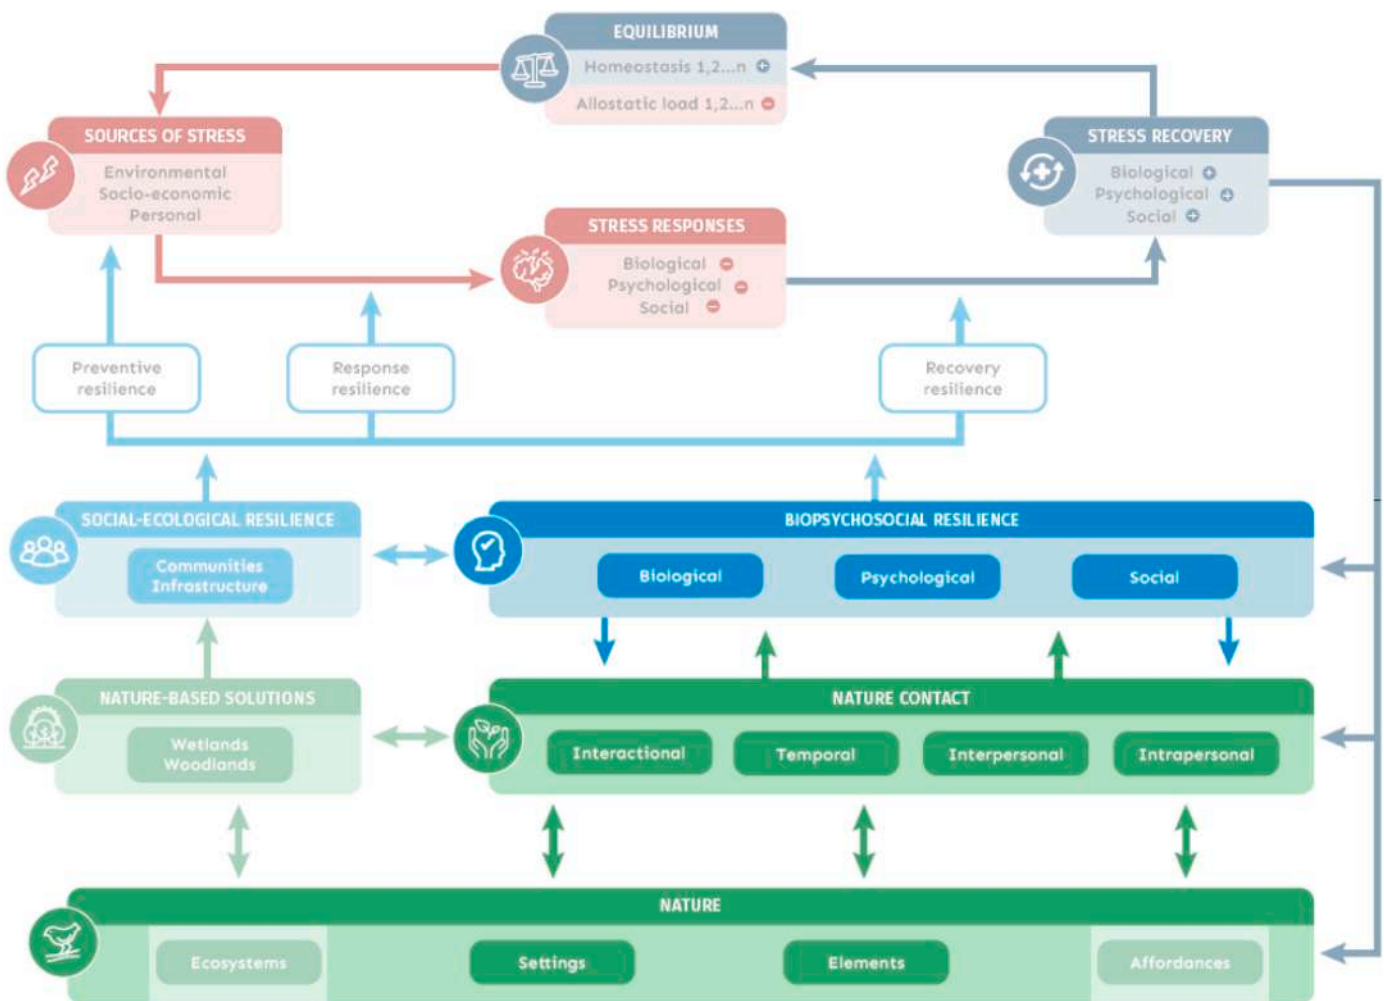 EQUILIBRIUM
Homeostasis 1,2...n
Allostatic load 1,2...n
SOURCES OF STRESS
Environmental
Socio-economic
Personal
STRESS RECOVERY
Biological
Psychological
Social
STRESS RESPONSES
Biological
Psychological
Social
Preventive
resilience
Response
resilience
Recovery
resilience
SOCIAL-ECOLOGICAL RESILIENCE
Communities
Infrastructure
BIOPSYCHOSOCIAL RESILIENCE
Biological
Psychological
Social
NATURE-BASED SOLUTIONS
Wetlands
Woodlands
NATURE CONTACT
Interactional
Temporal
Interpersonal
Intrapersonal
NATURE
Ecosystems
Settings
Elements
Affordances